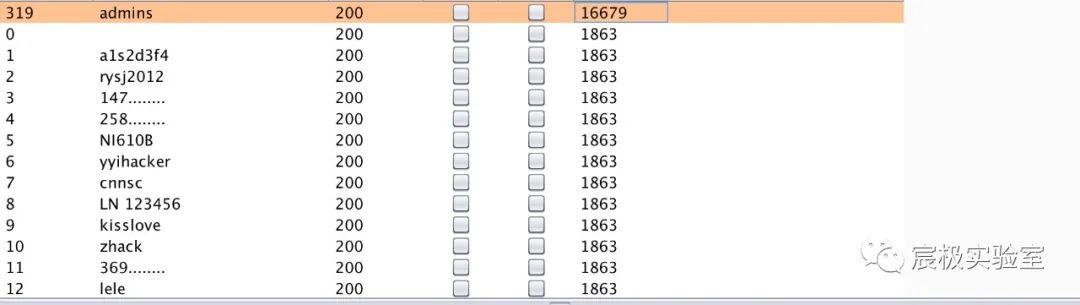 319 admins 200 16679
0 200 1863
1 a1s2d3f4 200 1863
2 rysj2012 200 1863
3 147........ 200 1863
4 258........ 200 1863
5 NI610B 200 1863
6 yyihacker 200 1863
7 cnnsc 200 1863
8 LN 123456 200 1863
9 kisslove 200 1863
10 zhack 200 1863
11 369........ 200 1863
12 lele 200 1863
宸极实验室